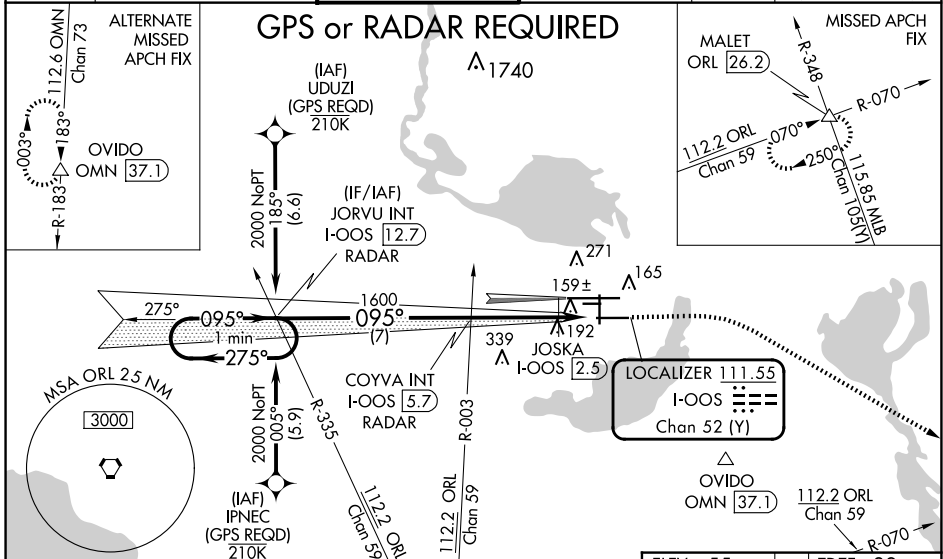 GPS or RADAR REQUIRED
ALTERNATE
MISSED
APCH FIX
112.6 OMN
Chan 73
003°
183°
R-183
OVIDO
OMN 37.1
(IAF)
UDUZI
(GPS REQD)
210K
1740
MISSED APCH
FIX
MALET
ORL 26.2
R-348
R-070
112.2 ORL
Chan 59
070°
250°
115.85 MLB
Chan 105(Y)
2000 NoPT
185°
(6.6)
(IF/IAF)
JORVU INT
I-OOS 12.7
RADAR
271
165
159±
275°
095°
1 min
275°
1600
095°
(7)
192
339
JOSKA
I-OOS 2.5
COYVA INT
I-OOS 5.7
RADAR
LOCALIZER 111.55
I-OOS
Chan 52 (Y)
MSA ORL 25 NM
3000
2000 NoPT
005°
(5.9)
R-335
R-003
112.2 ORL
Chan 59
112.2 ORL
Chan 59
(IAF)
IPNEC
(GPS REQD)
210K
OVIDO
OMN 37.1
112.2 ORL
Chan 59
R-070